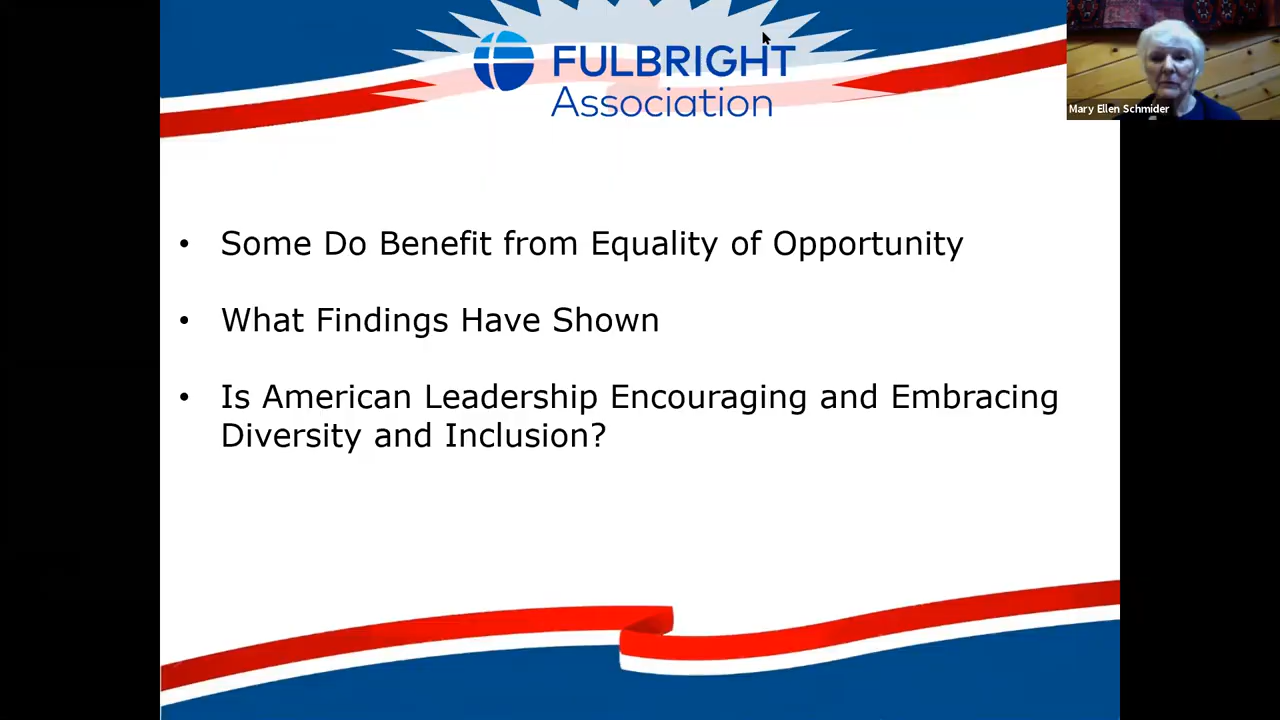 FULBRIGHT
Association
Mary Ellen Schmider
• Some Do Benefit from Equality of Opportunity
• What Findings Have Shown
• Is American Leadership Encouraging and Embracing
Diversity and Inclusion?